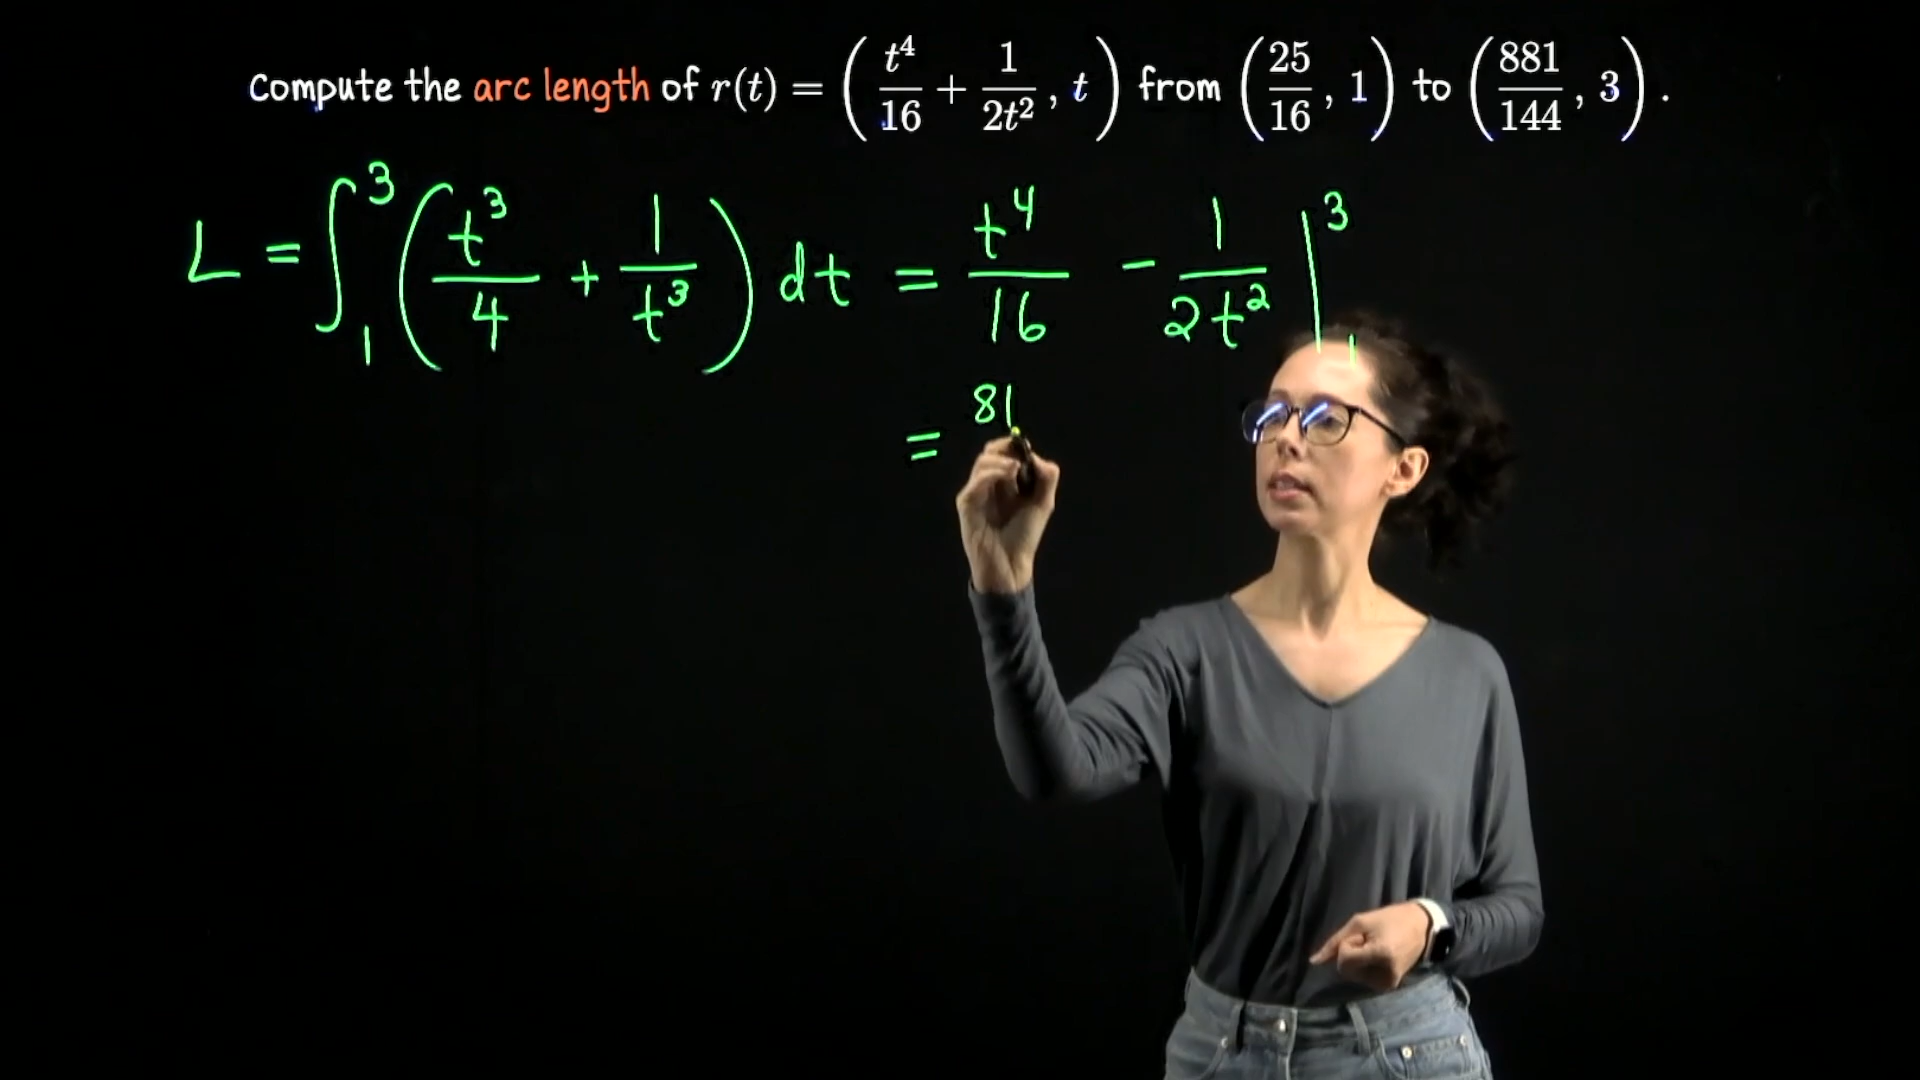 Compute the arc length of r(t) = ( t⁴/16 + 1/2t² , t ) from ( 25/16 , 1 ) to ( 881/144 , 3 ) .
L = ∫₁³ ( t³/4 + 1/t³ ) dt = t⁴/16 - 1/2t² |₁³
= 81